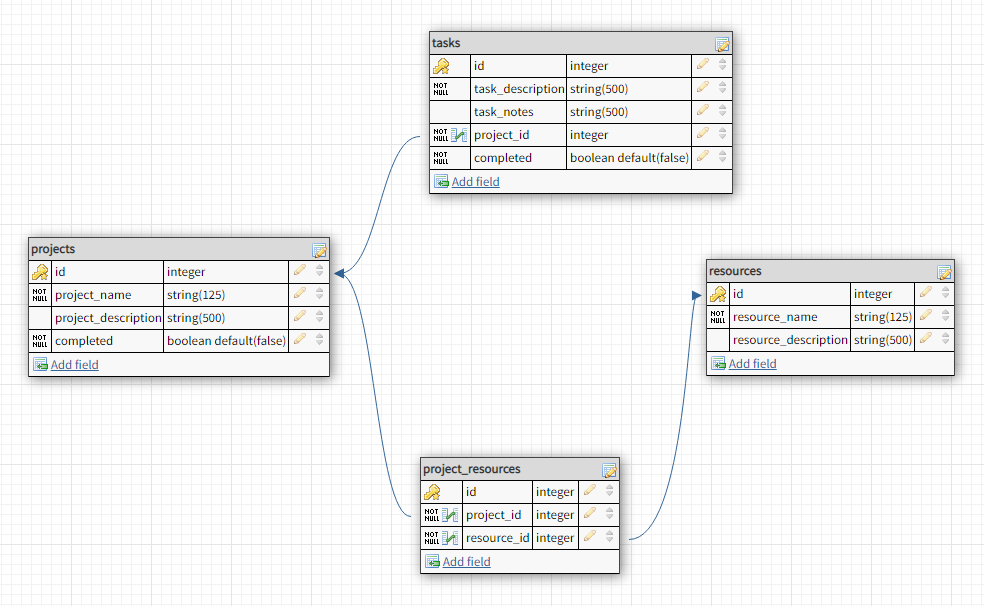 tasks
id integer
NOT NULL task_description string(500)
task_notes string(500)
NOT NULL project_id integer
NOT NULL completed boolean default(false)
Add field
projects
id integer
NOT NULL project_name string(125)
project_description string(500)
NOT NULL completed boolean default(false)
Add field
resources
id integer
NOT NULL resource_name string(125)
resource_description string(500)
Add field
project_resources
id integer
NOT NULL project_id integer
NOT NULL resource_id integer
Add field